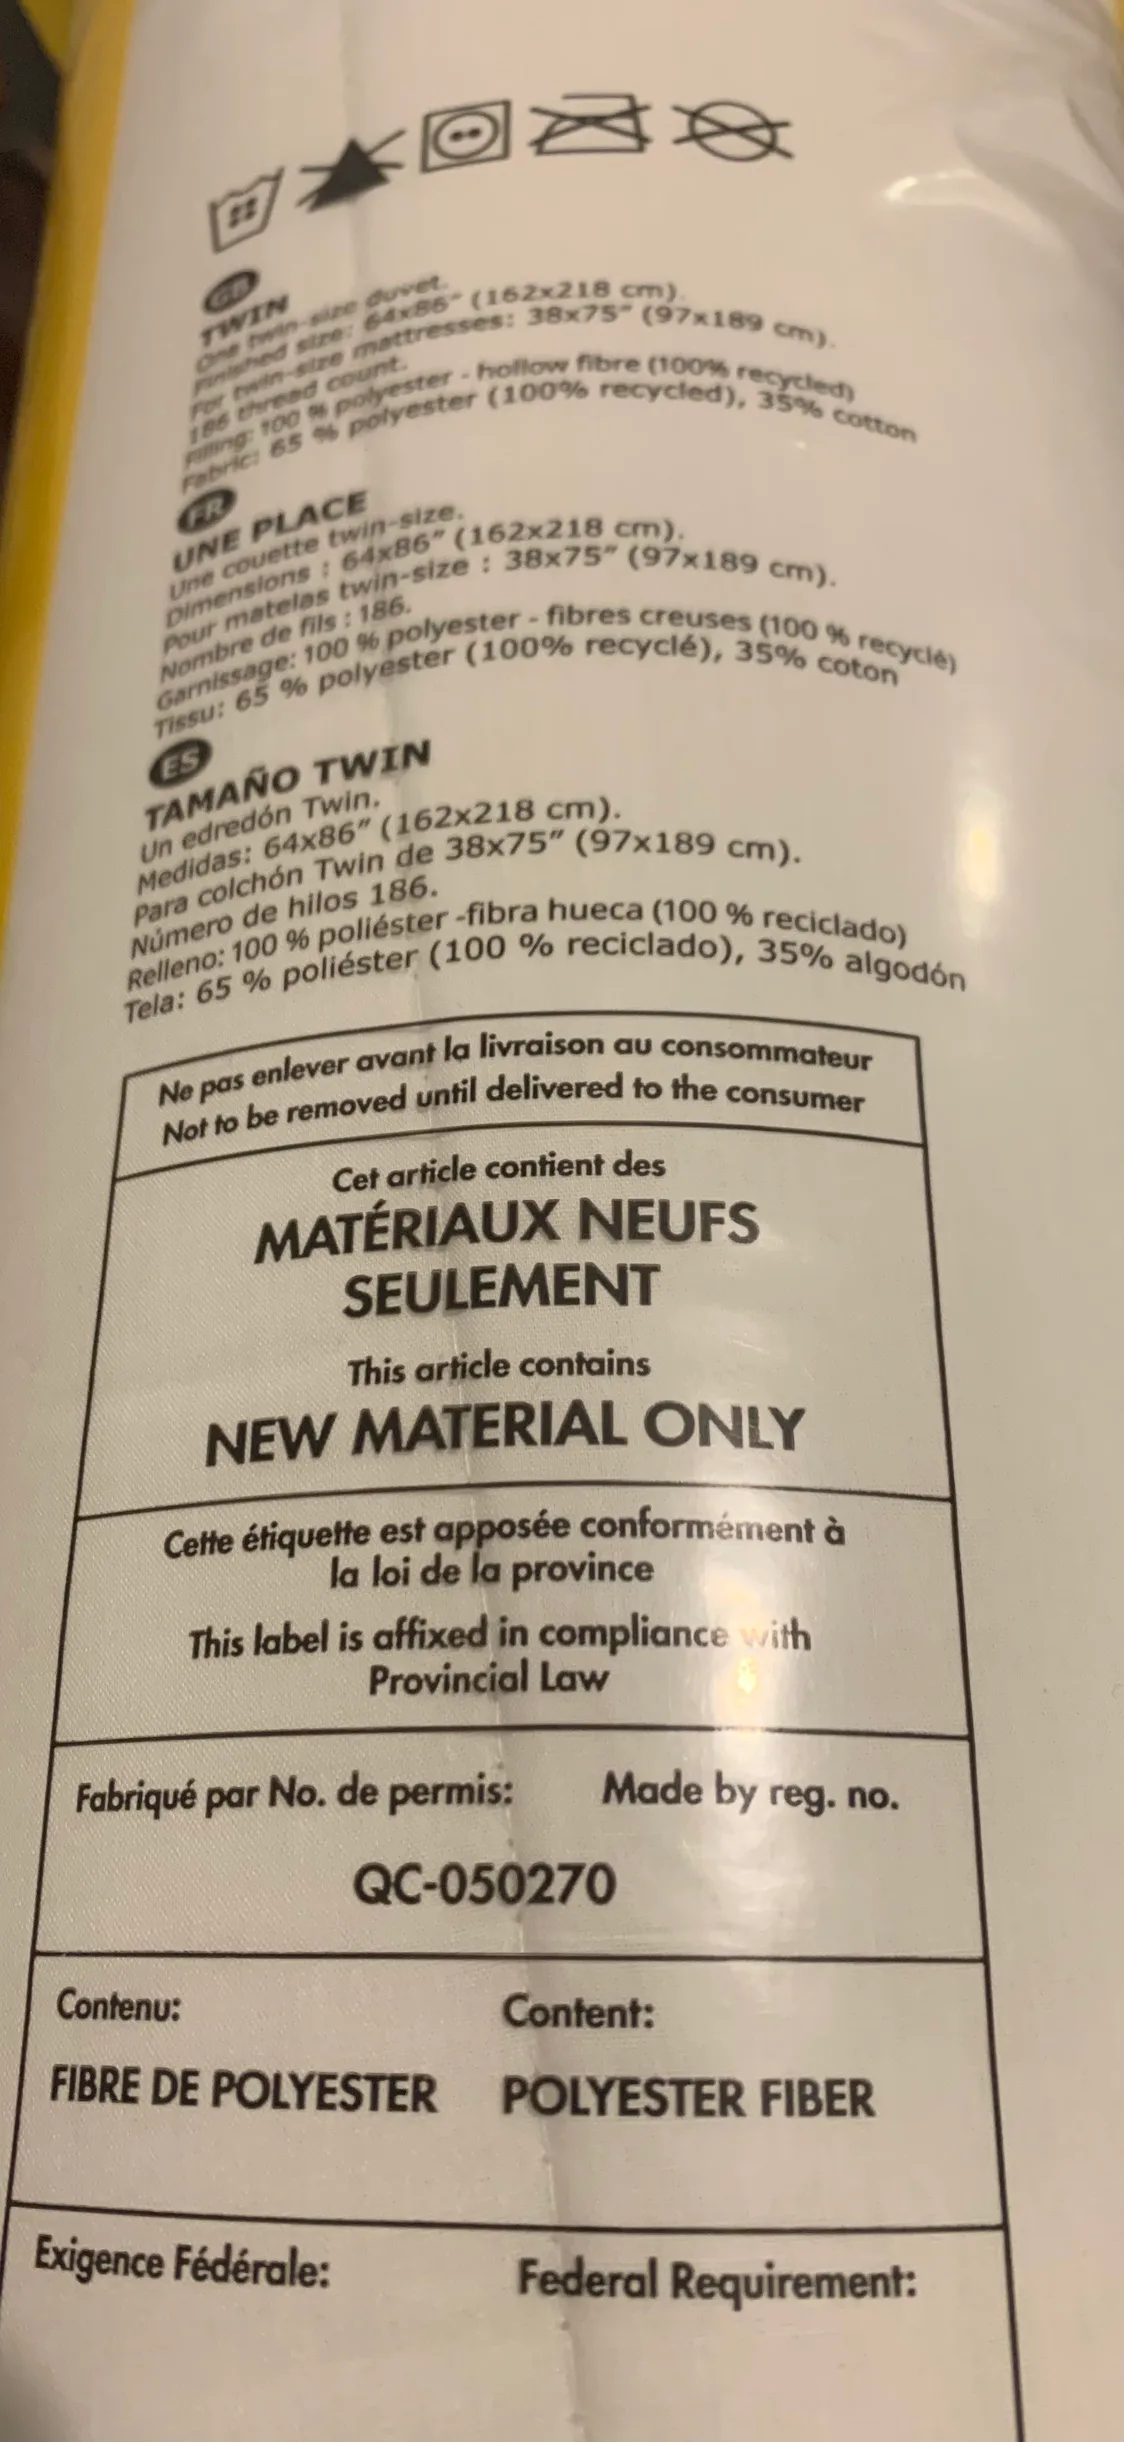 GB
TWIN
One twin-size duvet.
Finished size: 64x86" (162x218 cm).
For twin-size mattresses: 38x75" (97x189 cm).
186 thread count.
Filling: 100 % polyester - hollow fibre (100% recycled)
Fabric: 65 % polyester (100% recycled), 35% cotton
FR
UNE PLACE
Une couette twin-size.
Dimensions : 64x86" (162x218 cm).
Pour matelas twin-size : 38x75" (97x189 cm).
Nombre de fils : 186.
Garnissage: 100 % polyester - fibres creuses (100 % recyclé)
Tissu: 65 % polyester (100% recyclé), 35% coton
ES
TAMAÑO TWIN
Un edredón Twin.
Medidas: 64x86" (162x218 cm).
Para colchón Twin de 38x75" (97x189 cm).
Número de hilos 186.
Relleno: 100 % poliéster -fibra hueca (100 % reciclado)
Tela: 65 % poliéster (100 % reciclado), 35% algodón
Ne pas enlever avant la livraison au consommateur
Not to be removed until delivered to the consumer
Cet article contient des
MATÉRIAUX NEUFS
SEULEMENT
This article contains
NEW MATERIAL ONLY
Cette étiquette est apposée conformément à
la loi de la province
This label is affixed in compliance with
Provincial Law
Fabriqué par No. de permis: Made by reg. no.
QC-050270
Contenu: Content:
FIBRE DE POLYESTER POLYESTER FIBER
Exigence Fédérale: Federal Requirement: